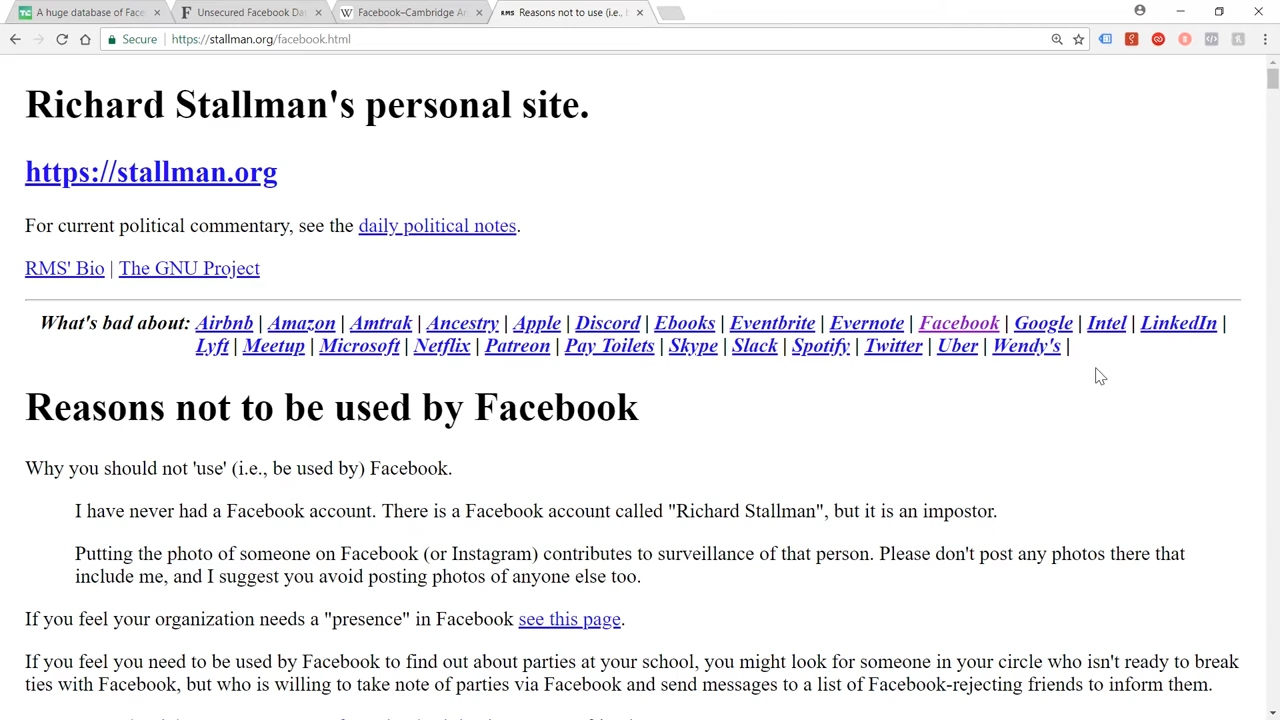 A huge database of Face
Unsecured Facebook Da
Facebook–Cambridge An
Reasons not to use (i.e., b
Secure
https://stallman.org/facebook.html
Richard Stallman's personal site.
https://stallman.org
For current political commentary, see the daily political notes.
RMS' Bio | The GNU Project
What's bad about: Airbnb | Amazon | Amtrak | Ancestry | Apple | Discord | Ebooks | Eventbrite | Evernote | Facebook | Google | Intel | LinkedIn |
Lyft | Meetup | Microsoft | Netflix | Patreon | Pay Toilets | Skype | Slack | Spotify | Twitter | Uber | Wendy's |
Reasons not to be used by Facebook
Why you should not 'use' (i.e., be used by) Facebook.
I have never had a Facebook account. There is a Facebook account called "Richard Stallman", but it is an impostor.
Putting the photo of someone on Facebook (or Instagram) contributes to surveillance of that person. Please don't post any photos there that
include me, and I suggest you avoid posting photos of anyone else too.
If you feel your organization needs a "presence" in Facebook see this page.
If you feel you need to be used by Facebook to find out about parties at your school, you might look for someone in your circle who isn't ready to break
ties with Facebook, but who is willing to take note of parties via Facebook and send messages to a list of Facebook-rejecting friends to inform them.